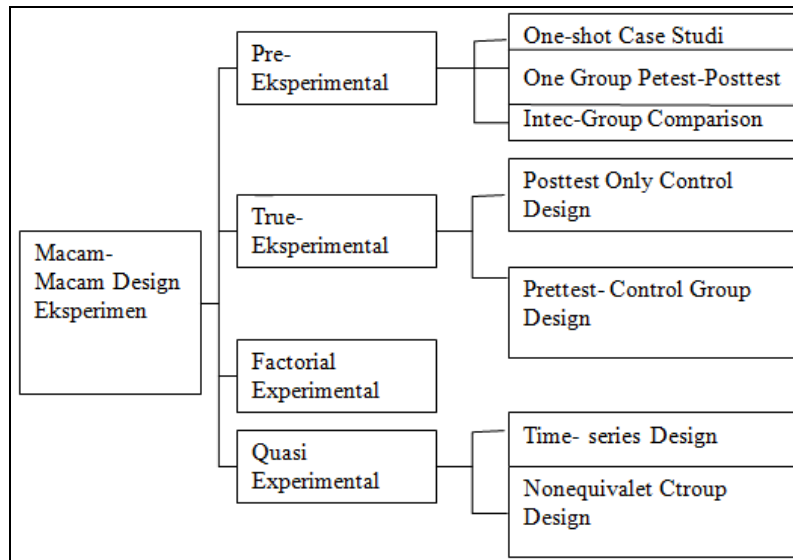 Macam-
Macam Design
Eksperimen
Pre-
Eksperimental
One-shot Case Studi
One Group Petest-Posttest
Intec-Group Comparison
True-
Eksperimental
Posttest Only Control
Design
Prettest- Control Group
Design
Factorial
Experimental
Quasi
Experimental
Time- series Design
Nonequivalet Ctroup
Design